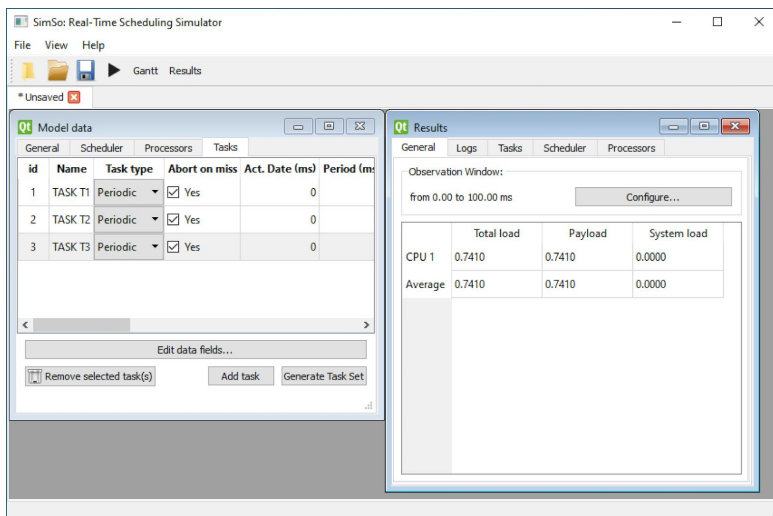 SimSo: Real-Time Scheduling Simulator
File View Help
Gantt Results
* Unsaved
Qt Model data
General Scheduler Processors Tasks
id Name Task type Abort on miss Act. Date (ms) Period (ms
1 TASK T1 Periodic Yes 0
2 TASK T2 Periodic Yes 0
3 TASK T3 Periodic Yes 0
Edit data fields...
Remove selected task(s) Add task Generate Task Set
Qt Results
General Logs Tasks Scheduler Processors
Observation Window:
from 0.00 to 100.00 ms Configure...
Total load Payload System load
CPU 1 0.7410 0.7410 0.0000
Average 0.7410 0.7410 0.0000